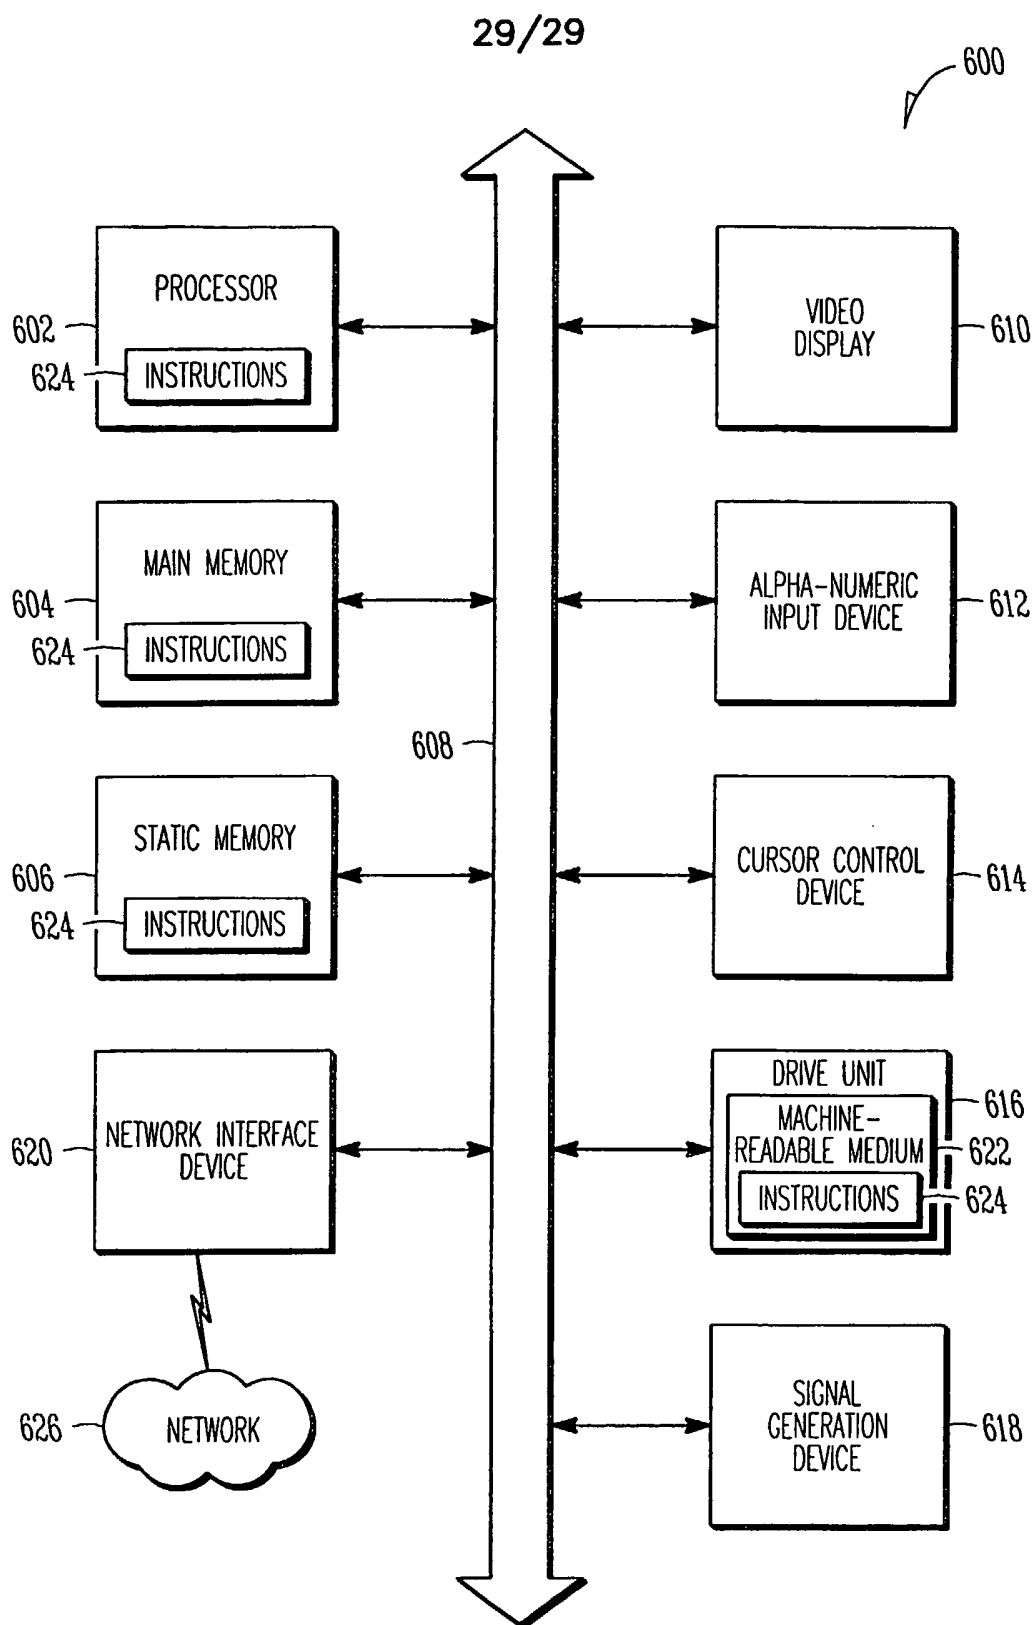 29/29
600
PROCESSOR
602
624
INSTRUCTIONS
VIDEO
DISPLAY
610
MAIN MEMORY
604
624
INSTRUCTIONS
ALPHA-NUMERIC
INPUT DEVICE
612
608
STATIC MEMORY
606
624
INSTRUCTIONS
CURSOR CONTROL
DEVICE
614
NETWORK INTERFACE
DEVICE
620
DRIVE UNIT
616
MACHINE-
READABLE MEDIUM
622
INSTRUCTIONS
624
626
NETWORK
SIGNAL
GENERATION
DEVICE
618